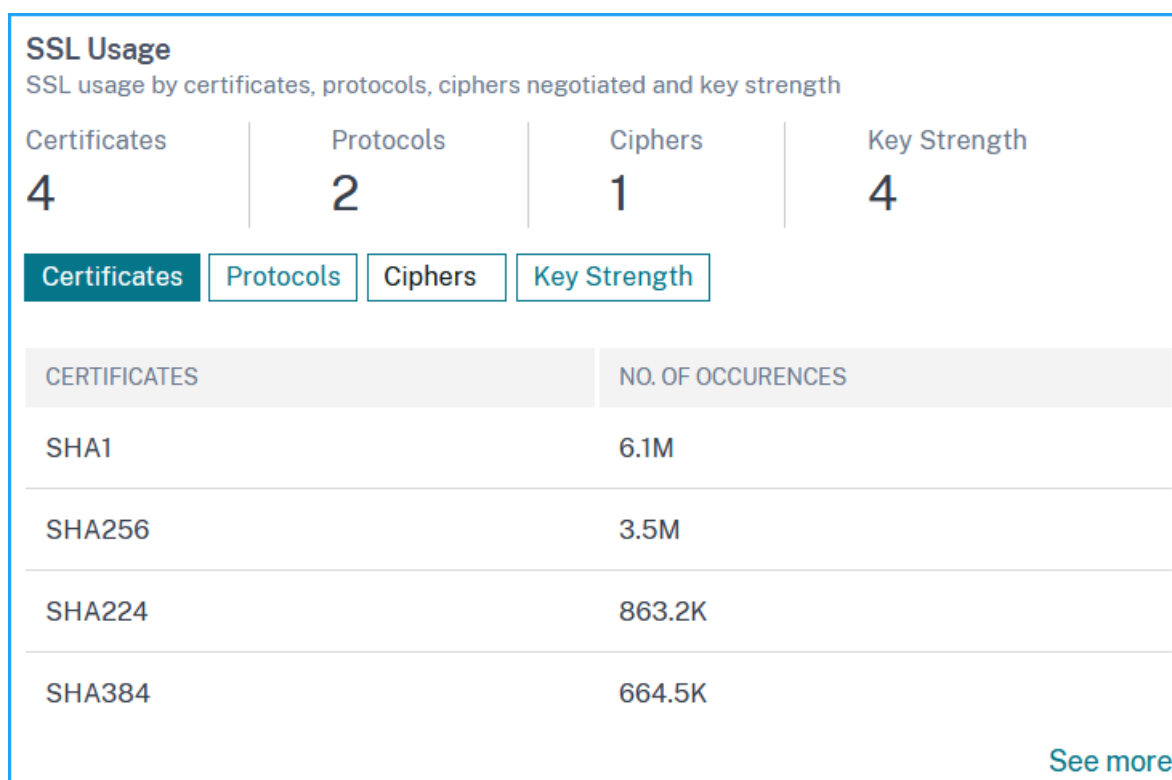 SSL Usage
SSL usage by certificates, protocols, ciphers negotiated and key strength
Certificates Protocols Ciphers Key Strength
4 2 1 4
Certificates Protocols Ciphers Key Strength
CERTIFICATES NO. OF OCCURENCES
SHA1 6.1M
SHA256 3.5M
SHA224 863.2K
SHA384 664.5K
See more